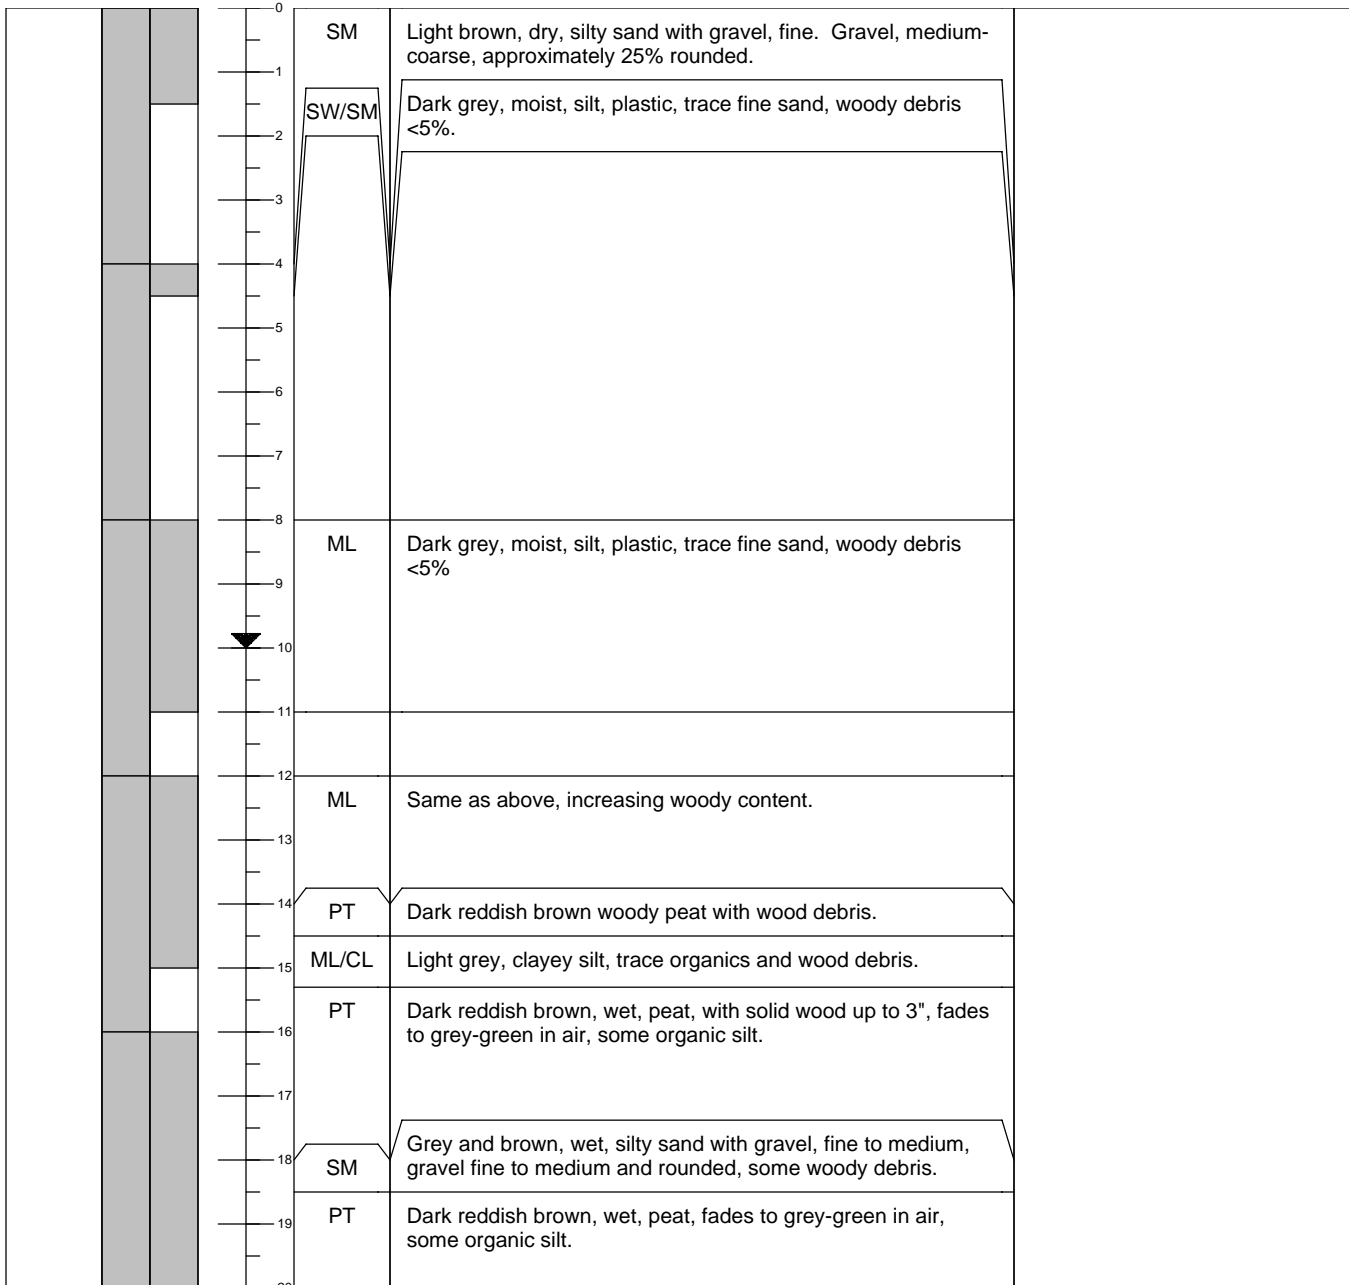 0
SM
Light brown, dry, silty sand with gravel, fine. Gravel, medium-
coarse, approximately 25% rounded.
1
SW/SM
Dark grey, moist, silt, plastic, trace fine sand, woody debris
<5%.
2
3
4
5
6
7
8
ML
Dark grey, moist, silt, plastic, trace fine sand, woody debris
<5%
9
10
11
12
ML
Same as above, increasing woody content.
13
14
PT
Dark reddish brown woody peat with wood debris.
ML/CL
Light grey, clayey silt, trace organics and wood debris.
15
PT
Dark reddish brown, wet, peat, with solid wood up to 3", fades
to grey-green in air, some organic silt.
16
17
Grey and brown, wet, silty sand with gravel, fine to medium,
gravel fine to medium and rounded, some woody debris.
18
SM
PT
Dark reddish brown, wet, peat, fades to grey-green in air,
some organic silt.
19
20